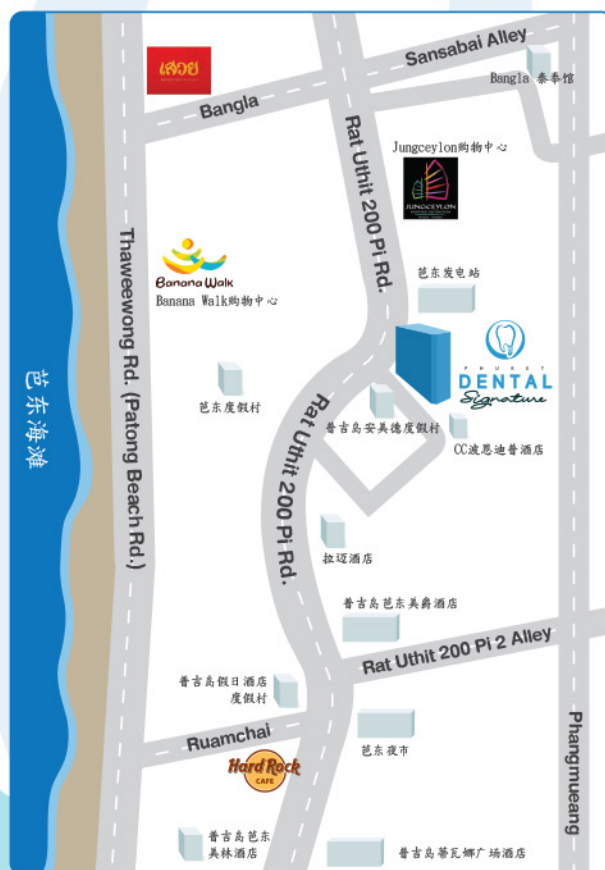 Sansabai Alley
เสวย
Bangla 泰拳馆
Bangla
Rat Uthit 200 Pi Rd.
Jungceylon购物中心
JUNGCEYLON
Thaweewong Rd. (Patong Beach Rd.)
Banana Walk
Banana Walk购物中心
芭东发电站
PHUKET
DENTAL
Signature
芭东海滩
芭东度假村
普吉岛安美德度假村
CC波恩迪普酒店
Rat Uthit 200 Pi Rd.
拉迈酒店
普吉岛芭东美爵酒店
Rat Uthit 200 Pi 2 Alley
普吉岛假日酒店
度假村
Phangmueang
Ruamchai
芭东夜市
Hard Rock
CAFE
普吉岛芭东
美林酒店
普吉岛蒂瓦娜广场酒店